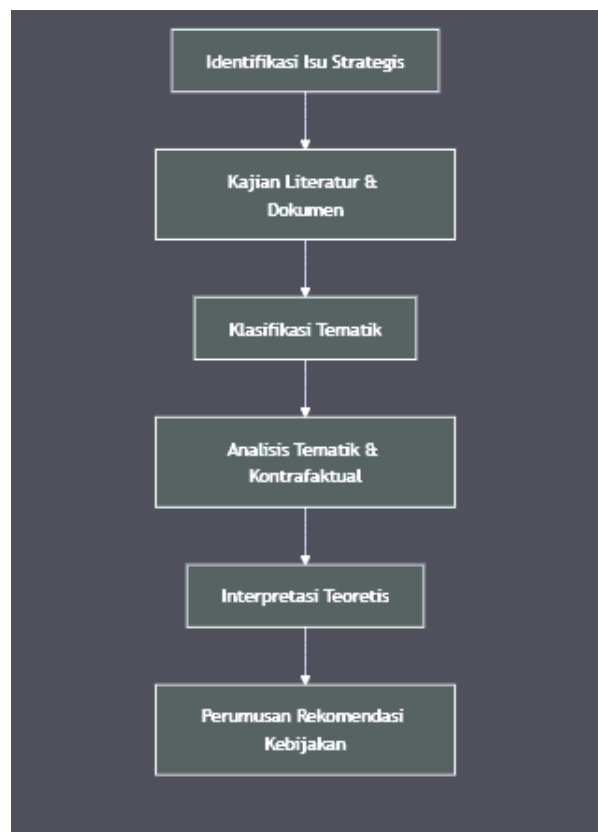 Identifikasi Isu Strategis
Kajian Literatur &
Dokumen
Klasifikasi Tematik
Analisis Tematik &
Kontrafaktual
Interpretasi Teoretis
Perumusan Rekomendasi
Kebijakan